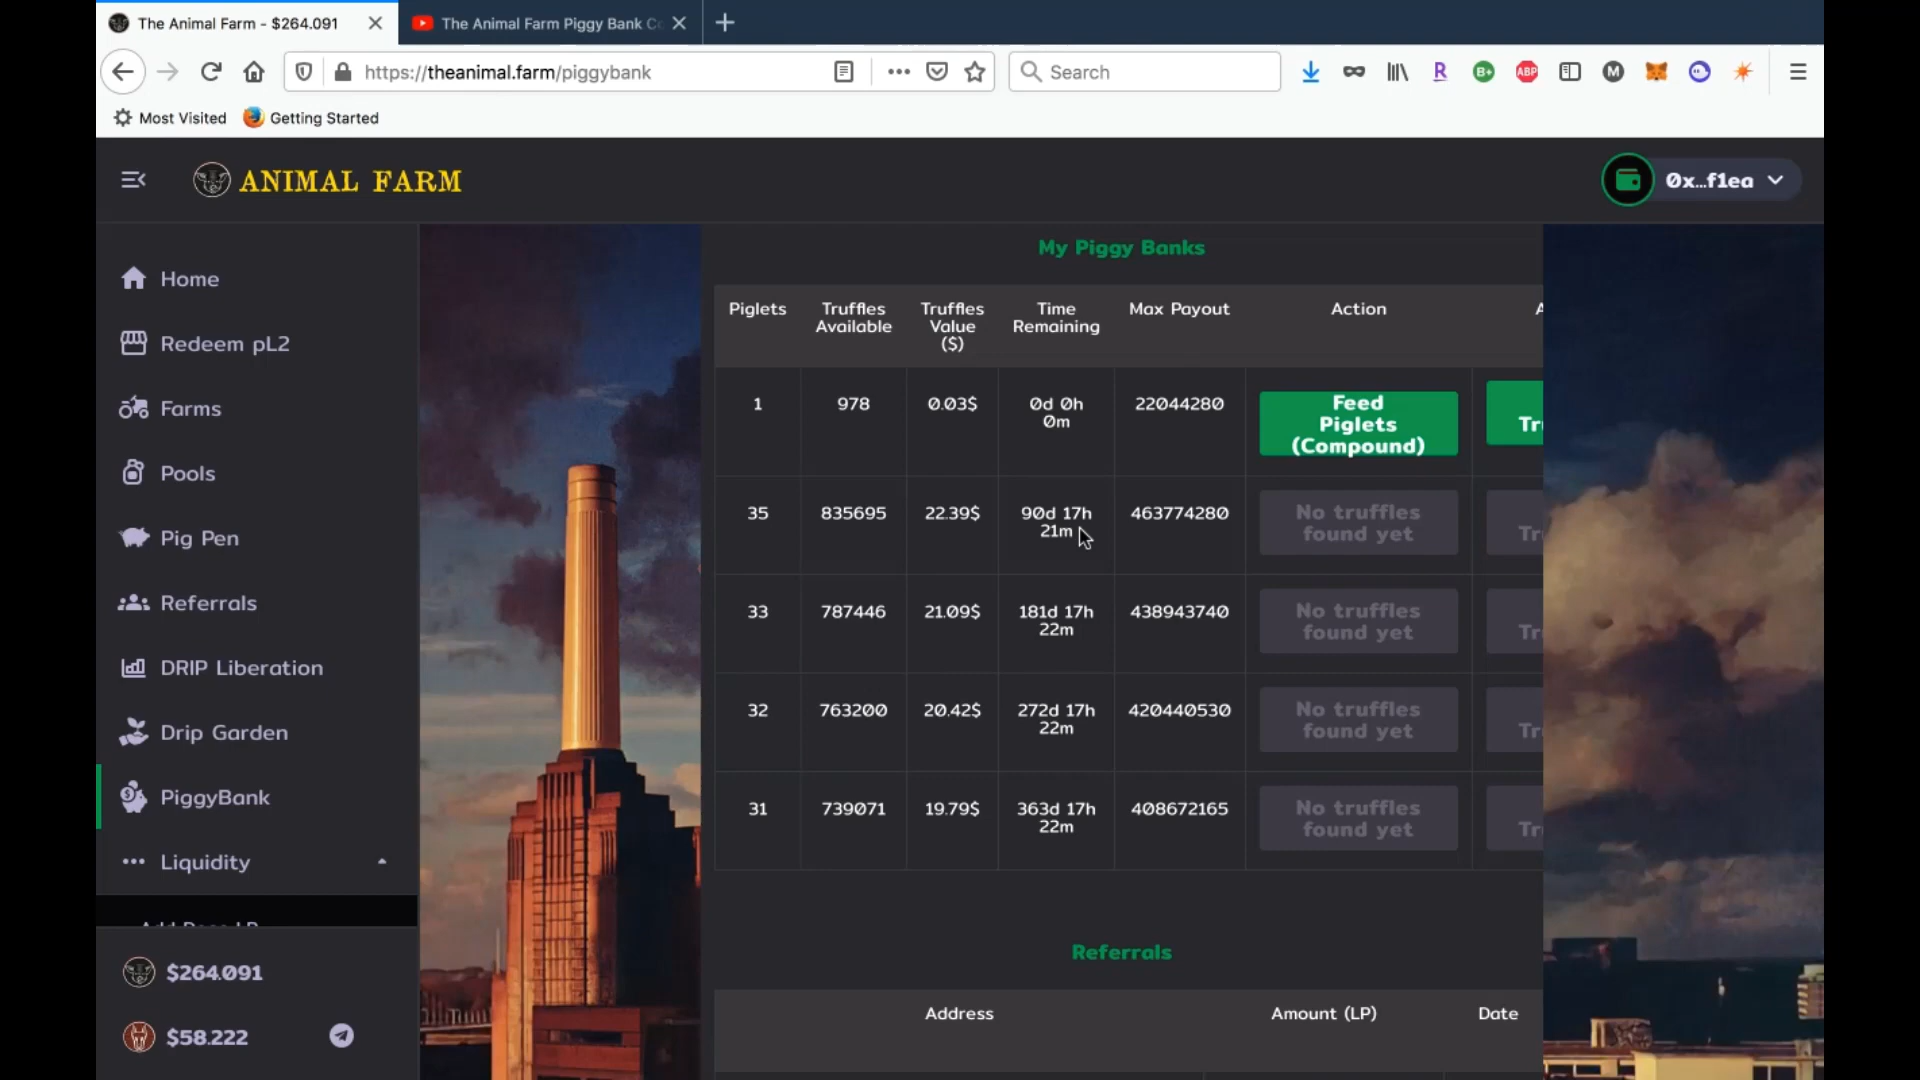 The Animal Farm - $264.091
The Animal Farm Piggy Bank
https://theanimal.farm/piggybank
Search
Most Visited
Getting Started
ANIMAL FARM
0x...f1ea
Home
Redeem pL2
Farms
Pools
Pig Pen
Referrals
DRIP Liberation
Drip Garden
PiggyBank
Liquidity
$264.091
$58.222
My Piggy Banks
Piglets
Truffles
Available
Truffles
Value
($)
Time
Remaining
Max Payout
Action
1
978
0.03$
0d 0h
0m
22044280
Feed
Piglets
(Compound)
35
835695
22.39$
90d 17h
21m
463774280
No truffles
found yet
33
787446
21.09$
181d 17h
22m
438943740
No truffles
found yet
32
763200
20.42$
272d 17h
22m
420440530
No truffles
found yet
31
739071
19.79$
363d 17h
22m
408672165
No truffles
found yet
Referrals
Address
Amount (LP)
Date